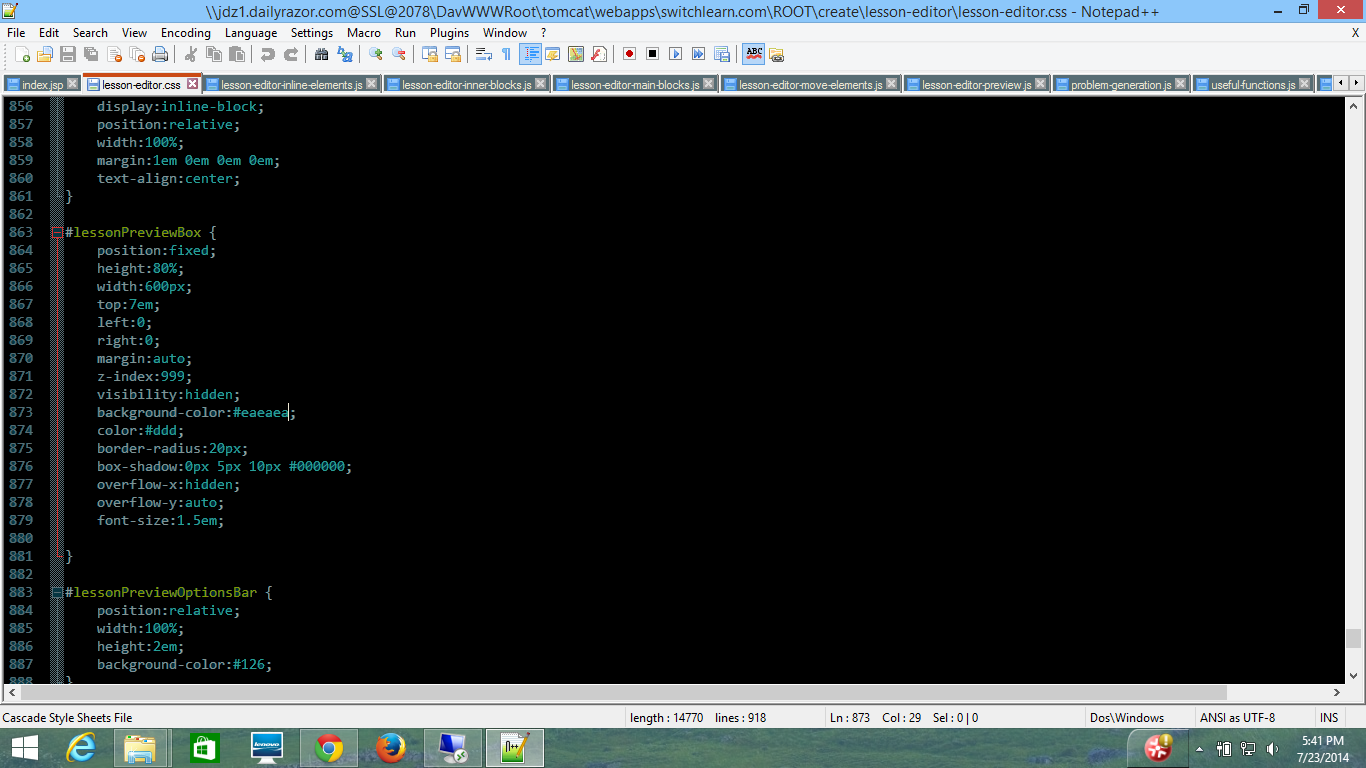 \\jdz1.dailyrazor.com@SSL@2078\DavWWWRoot\tomcat\webapps\switchlearn.com\ROOT\create\lesson-editor\lesson-editor.css - Notepad++
File Edit Search View Encoding Language Settings Macro Run Plugins Window ? X
index.jsp lesson-editor.css lesson-editor-inline-elements.js lesson-editor-inner-blocks.js lesson-editor-main-blocks.js lesson-editor-move-elements.js lesson-editor-preview.js problem-generation.js useful-functions.js
856 display:inline-block;
857 position:relative;
858 width:100%;
859 margin:1em 0em 0em 0em;
860 text-align:center;
861 }
862
863 #lessonPreviewBox {
864 position:fixed;
865 height:80%;
866 width:600px;
867 top:7em;
868 left:0;
869 right:0;
870 margin:auto;
871 z-index:999;
872 visibility:hidden;
873 background-color:#eaeaea;
874 color:#ddd;
875 border-radius:20px;
876 box-shadow:0px 5px 10px #000000;
877 overflow-x:hidden;
878 overflow-y:auto;
879 font-size:1.5em;
880
881 }
882
883 #lessonPreviewOptionsBar {
884 position:relative;
885 width:100%;
886 height:2em;
887 background-color:#126;
888 }
Cascade Style Sheets File length : 14770 lines : 918 Ln : 873 Col : 29 Sel : 0 | 0 Dos\Windows ANSI as UTF-8 INS
5:41 PM
7/23/2014